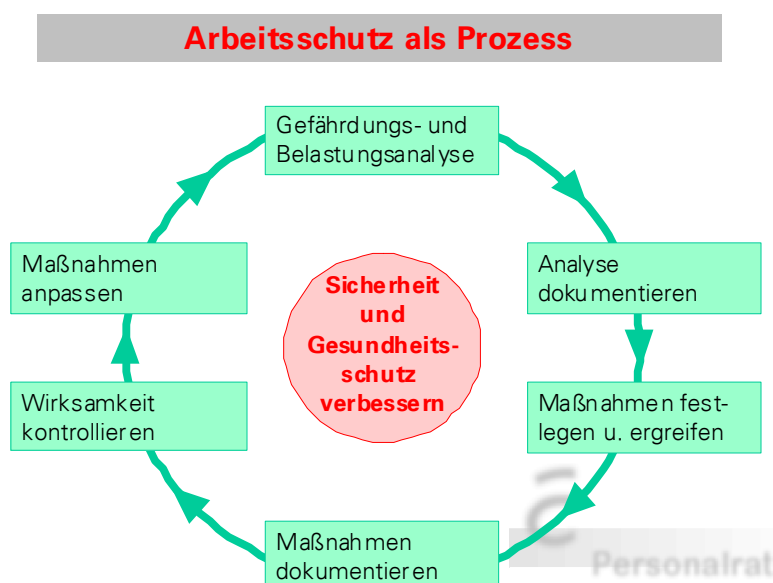 Arbeitsschutz als Prozess
Gefährdungs- und
Belastungsanalyse
Analyse
dokumentieren
Maßnahmen fest-
legen u. ergreifen
Maßnahmen
dokumentieren
Wirksamkeit
kontrollieren
Maßnahmen
anpassen
Sicherheit
und
Gesundheits-
schutz
verbessern
Personalrat